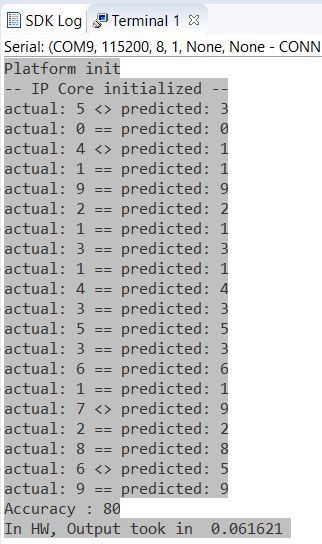 SDK Log Terminal 1
Serial: (COM9, 115200, 8, 1, None, None - CONN
Platform init
-- IP Core initialized --
actual: 5 <> predicted: 3
actual: 0 == predicted: 0
actual: 4 <> predicted: 1
actual: 1 == predicted: 1
actual: 9 == predicted: 9
actual: 2 == predicted: 2
actual: 1 == predicted: 1
actual: 3 == predicted: 3
actual: 1 == predicted: 1
actual: 4 == predicted: 4
actual: 3 == predicted: 3
actual: 5 == predicted: 5
actual: 3 == predicted: 3
actual: 6 == predicted: 6
actual: 1 == predicted: 1
actual: 7 <> predicted: 9
actual: 2 == predicted: 2
actual: 8 == predicted: 8
actual: 6 <> predicted: 5
actual: 9 == predicted: 9
Accuracy : 80
In HW, Output took in  0.061621